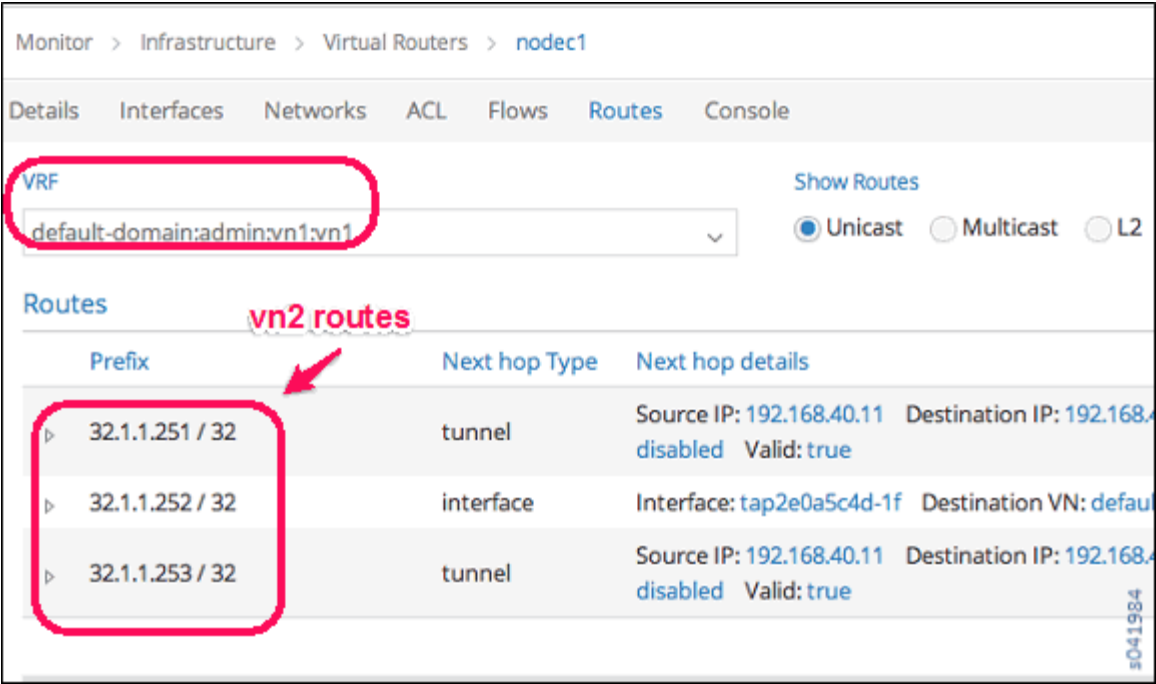 Monitor > Infrastructure > Virtual Routers > nodec1
Details Interfaces Networks ACL Flows Routes Console
VRF Show Routes
default-domain:admin:vn1:vn1 Unicast Multicast L2
Routes
vn2 routes
Prefix Next hop Type Next hop details
32.1.1.251 / 32 tunnel Source IP: 192.168.40.11 Destination IP: 192.168.4
disabled Valid: true
32.1.1.252 / 32 interface Interface: tap2e0a5c4d-1f Destination VN: defaul
32.1.1.253 / 32 tunnel Source IP: 192.168.40.11 Destination IP: 192.168.4
disabled Valid: true
s041984